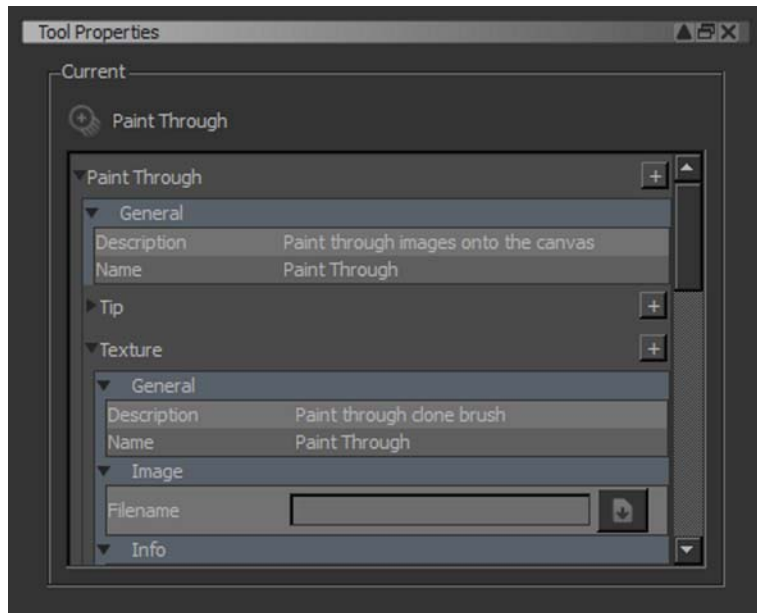 Tool Properties
Current
Paint Through
Paint Through
General
Description Paint through images onto the canvas
Name Paint Through
Tip
Texture
General
Description Paint through clone brush
Name Paint Through
Image
Filename
Info